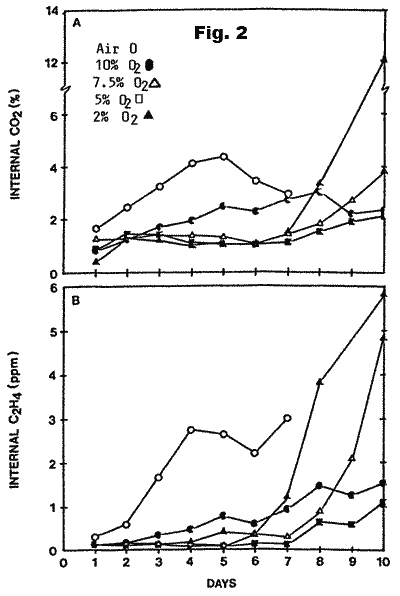 Fig. 2
A
Air O
10% O2
7.5% O2
5% O2
2% O2
14
12
6
4
2
0
INTERNAL CO2 (%)
B
6
5
4
3
2
1
0
INTERNAL C2H4 (ppm)
0 1 2 3 4 5 6 7 8 9 10
DAYS